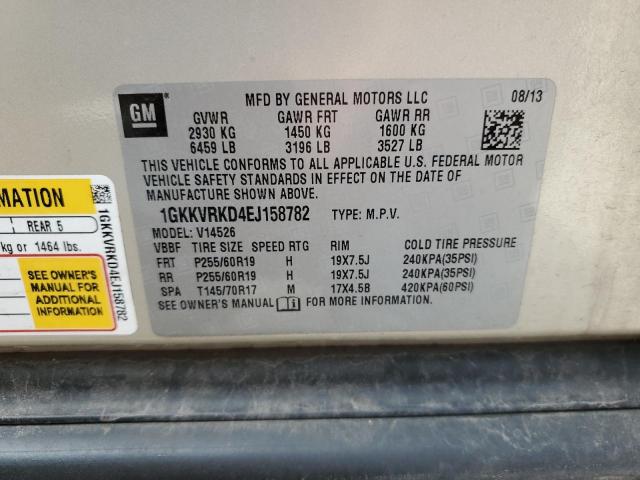 GM
MFD BY GENERAL MOTORS LLC 08/13
GVWR GAWR FRT GAWR RR
2930 KG 1450 KG 1600 KG
6459 LB 3196 LB 3527 LB
THIS VEHICLE CONFORMS TO ALL APPLICABLE U.S. FEDERAL MOTOR
VEHICLE SAFETY STANDARDS IN EFFECT ON THE DATE OF
MANUFACTURE SHOWN ABOVE.
1GKKVRKD4EJ158782 TYPE: M.P.V.
MODEL: V14526
VBBF TIRE SIZE SPEED RTG RIM COLD TIRE PRESSURE
FRT P255/60R19 H 19X7.5J 240KPA(35PSI)
RR P255/60R19 H 19X7.5J 240KPA(35PSI)
SPA T145/70R17 M 17X4.5B 420KPA(60PSI)
SEE OWNER'S MANUAL FOR MORE INFORMATION.
REAR 5
kg or 1464 lbs.
SEE OWNER'S
MANUAL FOR
ADDITIONAL
INFORMATION
1GKKVRKD4EJ158782